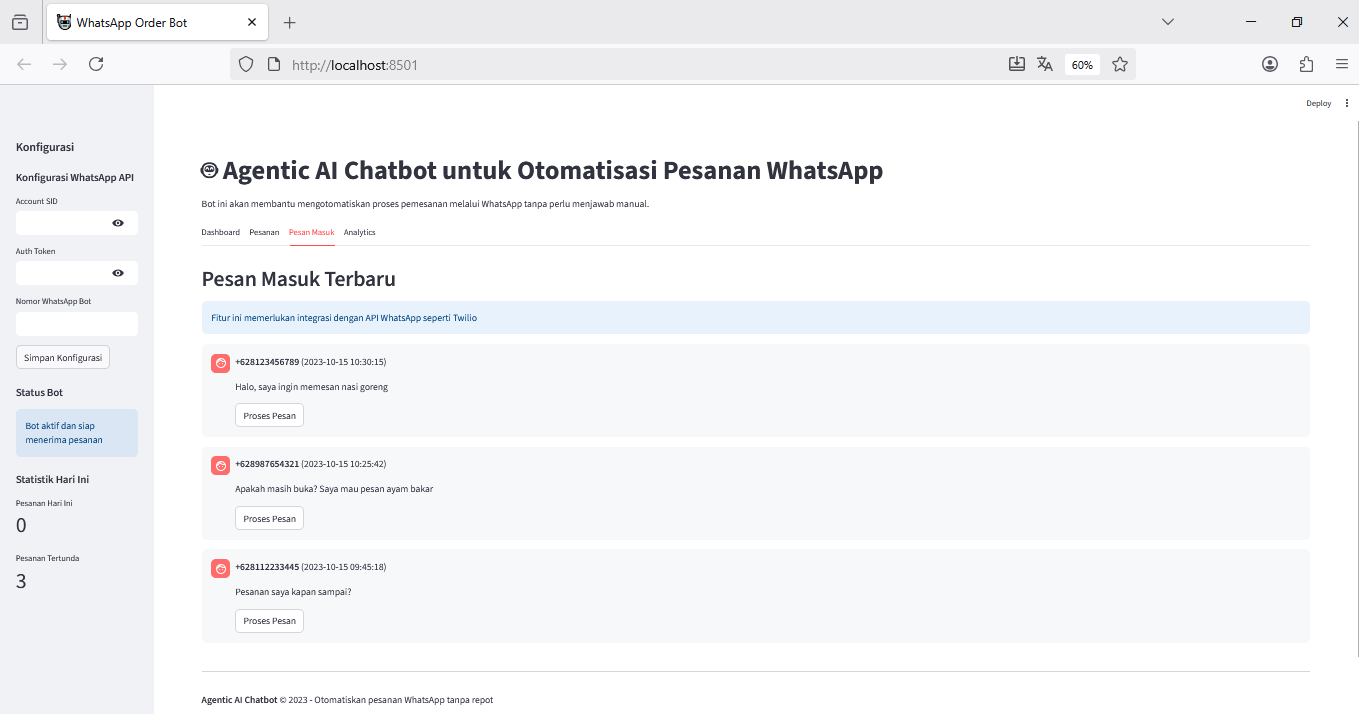 WhatsApp Order Bot
http://localhost:8501
60%
Deploy
Konfigurasi
Konfigurasi WhatsApp API
Account SID
Auth Token
Nomor WhatsApp Bot
Simpan Konfigurasi
Status Bot
Bot aktif dan siap
menerima pesanan
Statistik Hari Ini
Pesanan Hari Ini
0
Pesanan Tertunda
3
Agentic AI Chatbot untuk Otomatisasi Pesanan WhatsApp
Bot ini akan membantu mengotomatiskan proses pemesanan melalui WhatsApp tanpa perlu menjawab manual.
Dashboard Pesanan Pesan Masuk Analytics
Pesan Masuk Terbaru
Fitur ini memerlukan integrasi dengan API WhatsApp seperti Twilio
+628123456789 (2023-10-15 10:30:15)
Halo, saya ingin memesan nasi goreng
Proses Pesan
+628987654321 (2023-10-15 10:25:42)
Apakah masih buka? Saya mau pesan ayam bakar
Proses Pesan
+628112233445 (2023-10-15 09:45:18)
Pesanan saya kapan sampai?
Proses Pesan
Agentic AI Chatbot © 2023 - Otomatiskan pesanan WhatsApp tanpa repot